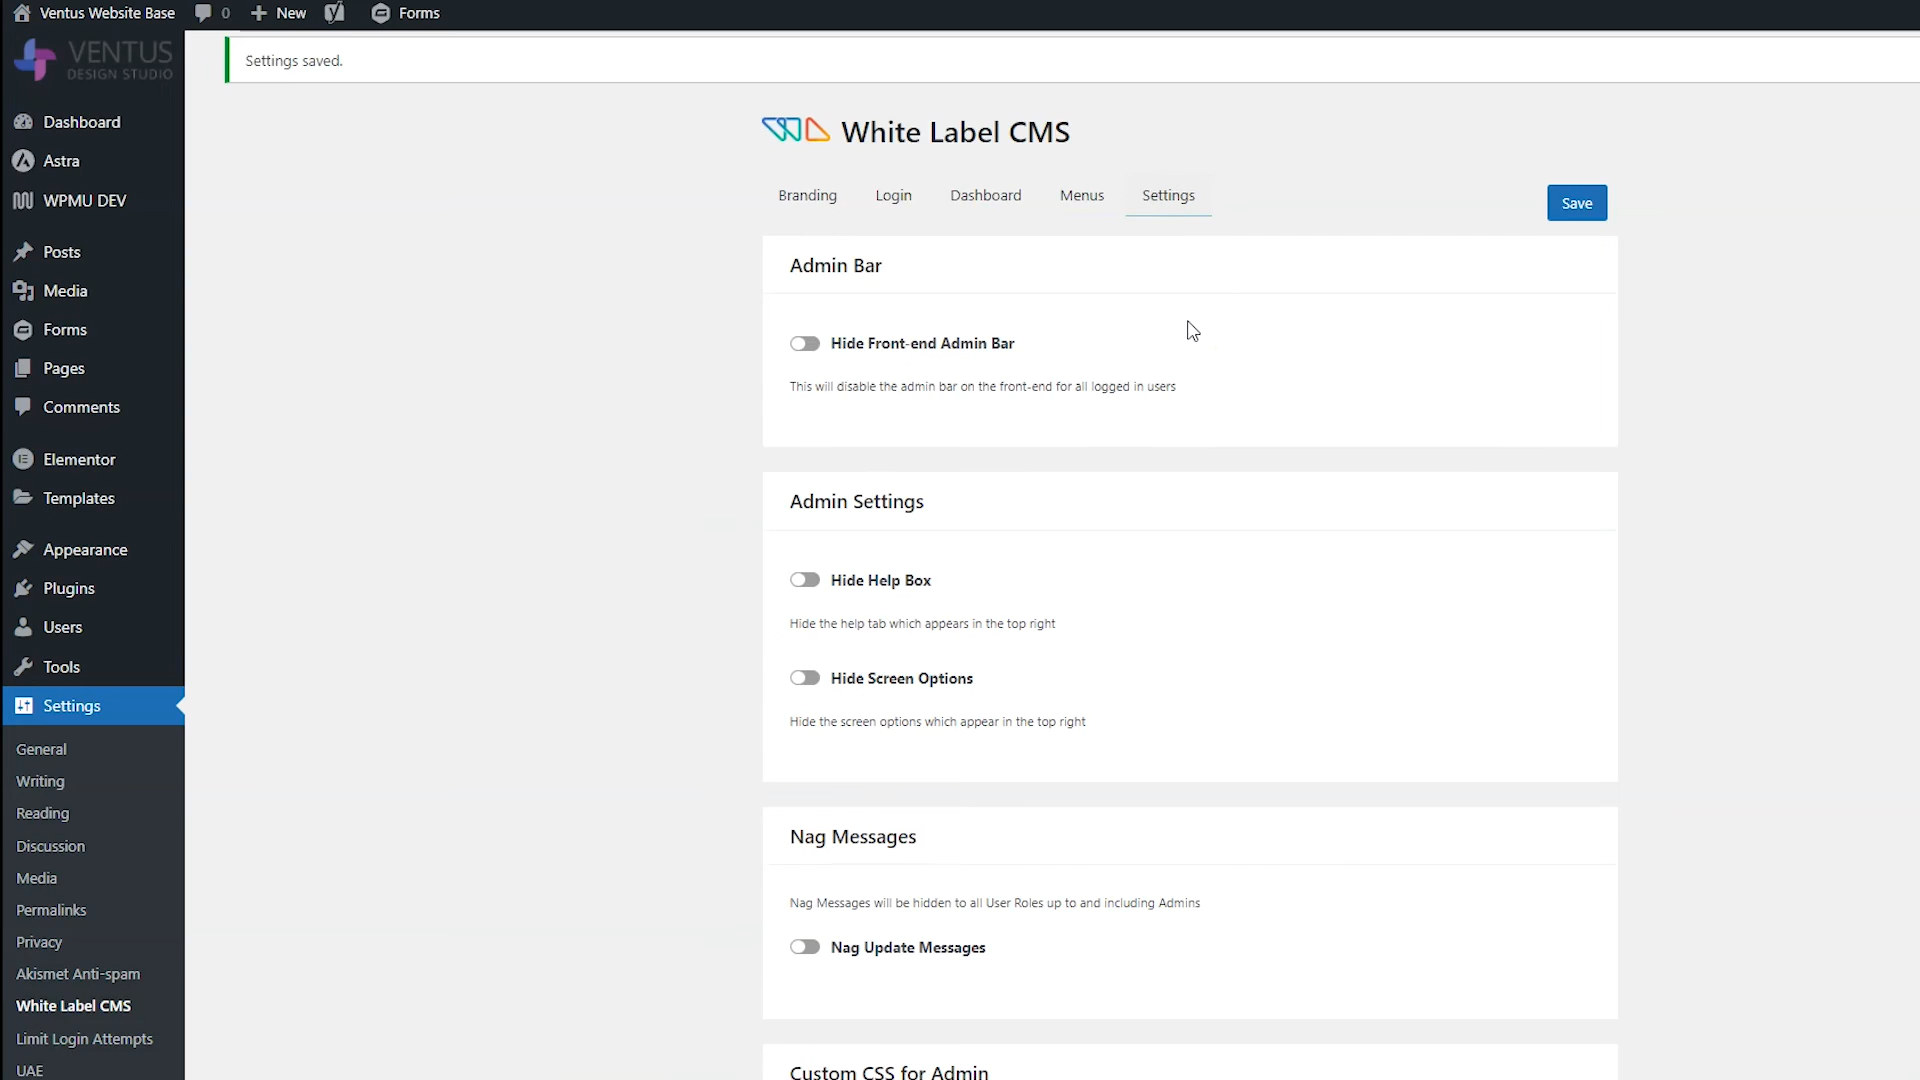 Ventus Website Base 0 New Forms
VENTUS
DESIGN STUDIO
Dashboard
Astra
WPMU DEV
Posts
Media
Forms
Pages
Comments
Elementor
Templates
Appearance
Plugins
Users
Tools
Settings
General
Writing
Reading
Discussion
Media
Permalinks
Privacy
Akismet Anti-spam
White Label CMS
Limit Login Attempts
UAE
Settings saved.
White Label CMS
Branding Login Dashboard Menus Settings
Save
Admin Bar
Hide Front-end Admin Bar
This will disable the admin bar on the front-end for all logged in users
Admin Settings
Hide Help Box
Hide the help tab which appears in the top right
Hide Screen Options
Hide the screen options which appear in the top right
Nag Messages
Nag Messages will be hidden to all User Roles up to and including Admins
Nag Update Messages
Custom CSS for Admin